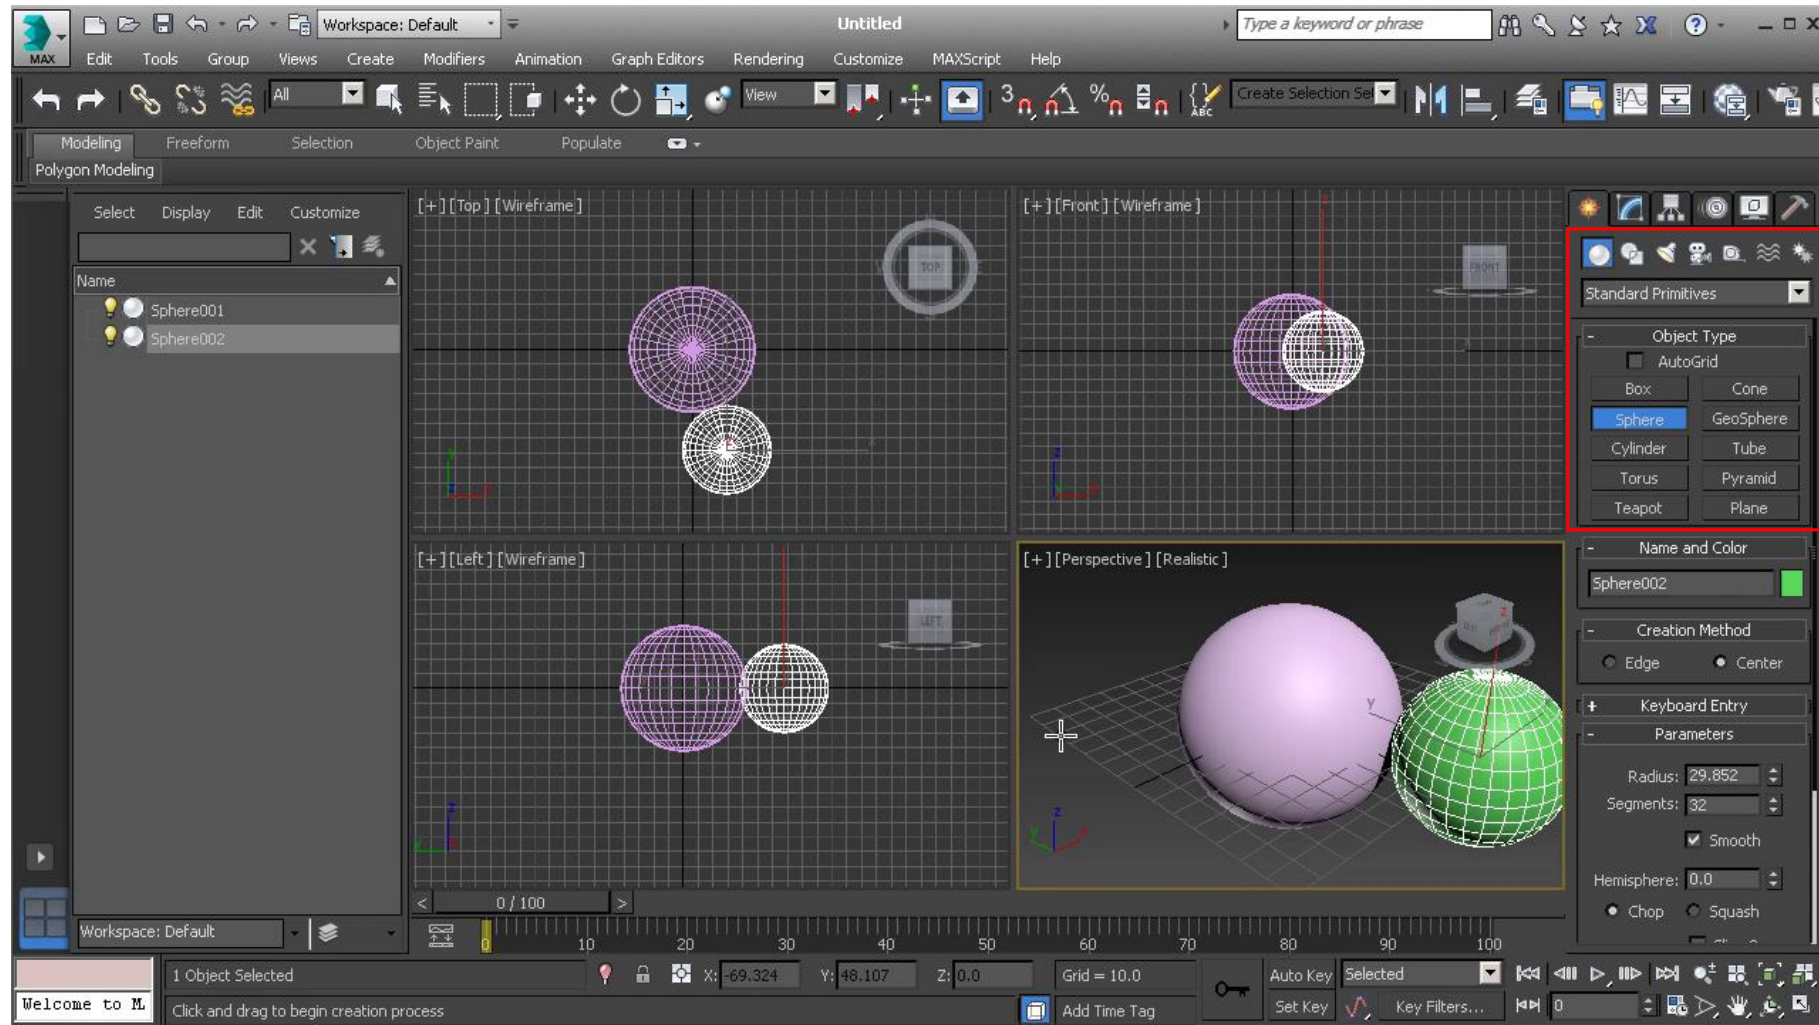 Workspace: Default
Untitled
Type a keyword or phrase
MAX
Edit Tools Group Views Create Modifiers Animation Graph Editors Rendering Customize MAXScript Help
All
View
3
%
ABC
Create Selection Sel
Modeling Freeform Selection Object Paint Populate
Polygon Modeling
Select Display Edit Customize
Name
Sphere001
Sphere002
[+][Top][Wireframe]
TOP
[+][Front][Wireframe]
FRONT
[+][Left][Wireframe]
LEFT
[+][Perspective][Realistic]
Standard Primitives
- Object Type
AutoGrid
Box Cone
Sphere GeoSphere
Cylinder Tube
Torus Pyramid
Teapot Plane
- Name and Color
Sphere002
- Creation Method
Edge Center
+ Keyboard Entry
- Parameters
Radius: 29.852
Segments: 32
Smooth
Hemisphere: 0.0
Chop Squash
< 0 / 100 >
Workspace: Default
0 10 20 30 40 50 60 70 80 90 100
1 Object Selected
X: -69.324 Y: 48.107 Z: 0.0
Grid = 10.0
Auto Key Selected
Welcome to M
Click and drag to begin creation process
Add Time Tag
Set Key Key Filters...
0